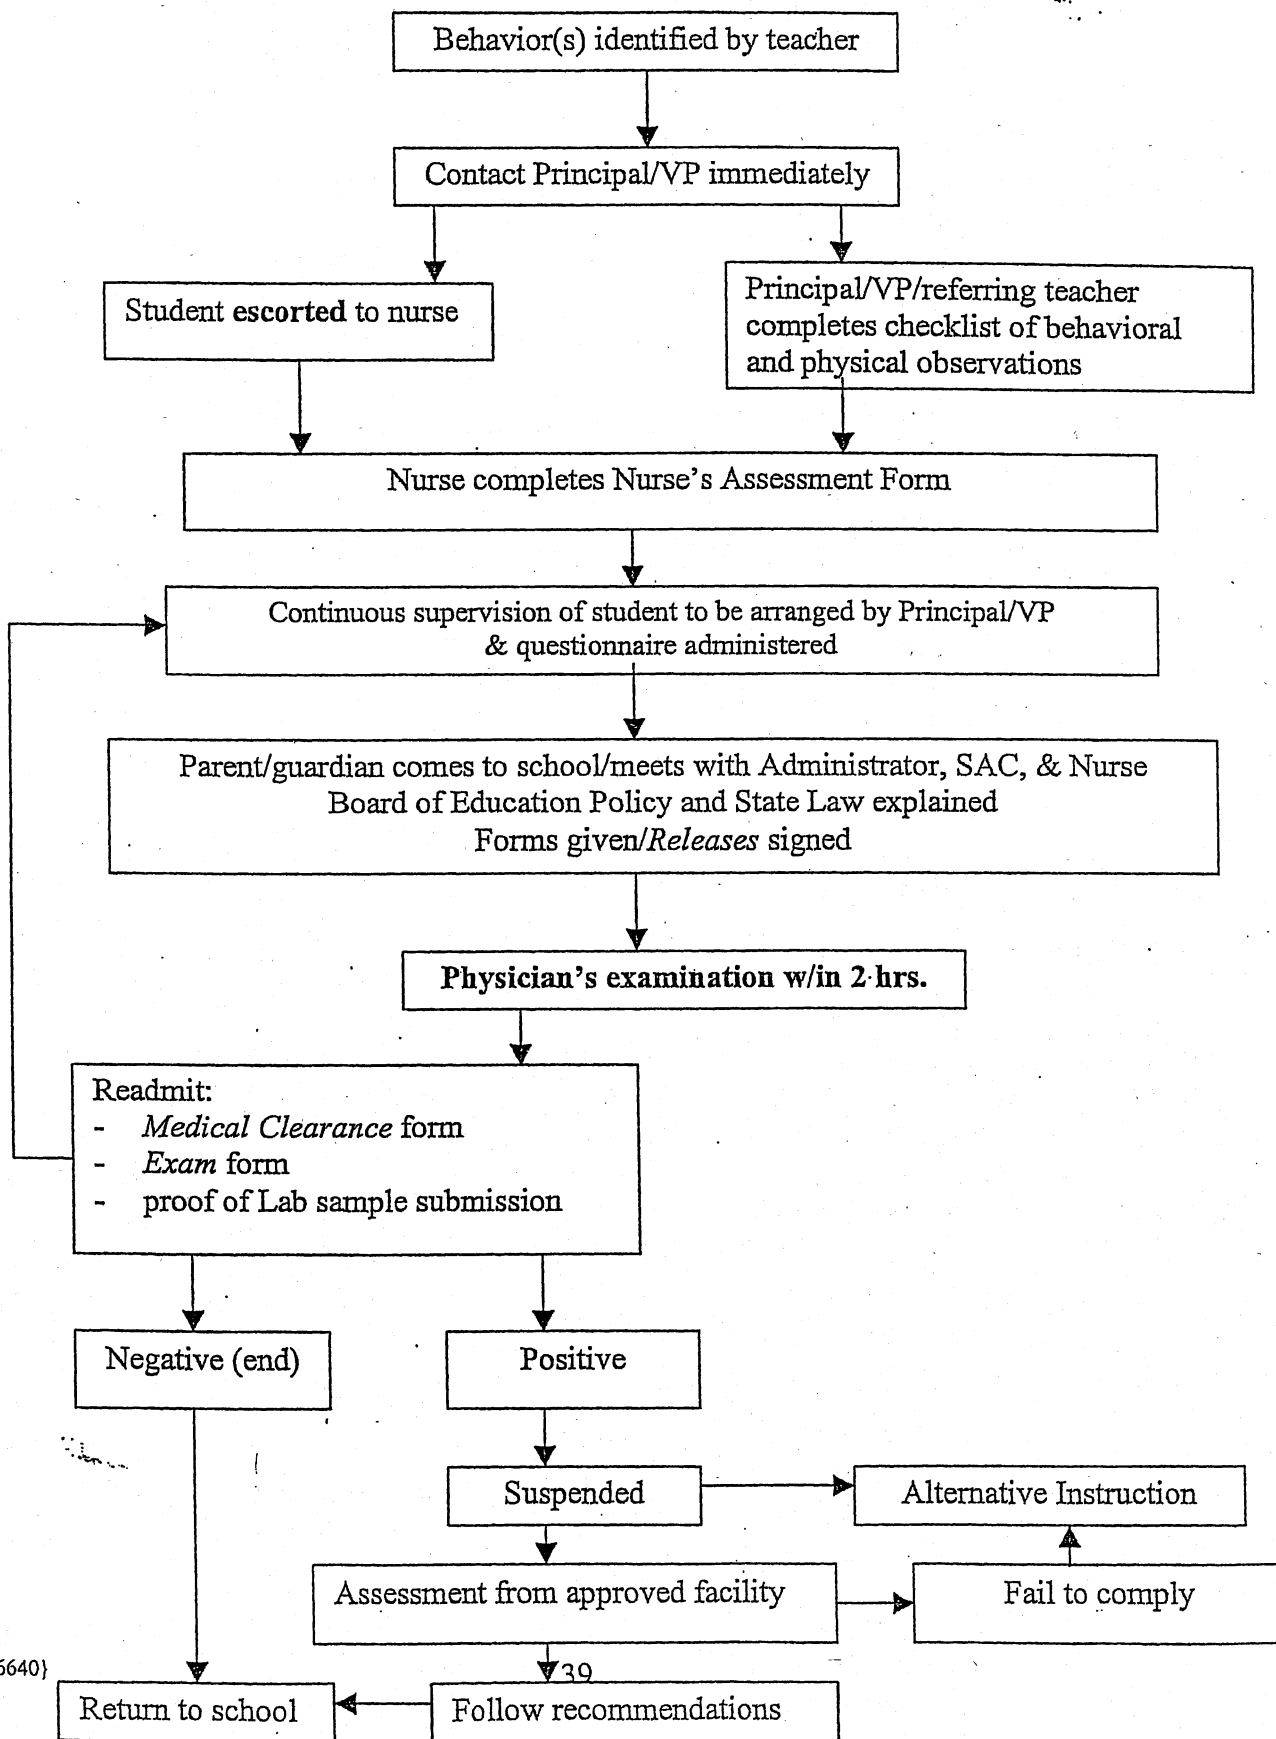 Behavior(s) identified by teacher
Contact Principal/VP immediately
Student escorted to nurse
Principal/VP/referring teacher
completes checklist of behavioral
and physical observations
Nurse completes Nurse's Assessment Form
Continuous supervision of student to be arranged by Principal/VP
& questionnaire administered
Parent/guardian comes to school/meets with Administrator, SAC, & Nurse
Board of Education Policy and State Law explained
Forms given/Releases signed
Physician's examination w/in 2 hrs.
Readmit:
- Medical Clearance form
- Exam form
- proof of Lab sample submission
Negative (end)
Positive
Suspended
Alternative Instruction
Assessment from approved facility
Fail to comply
6640}
39
Return to school
Follow recommendations